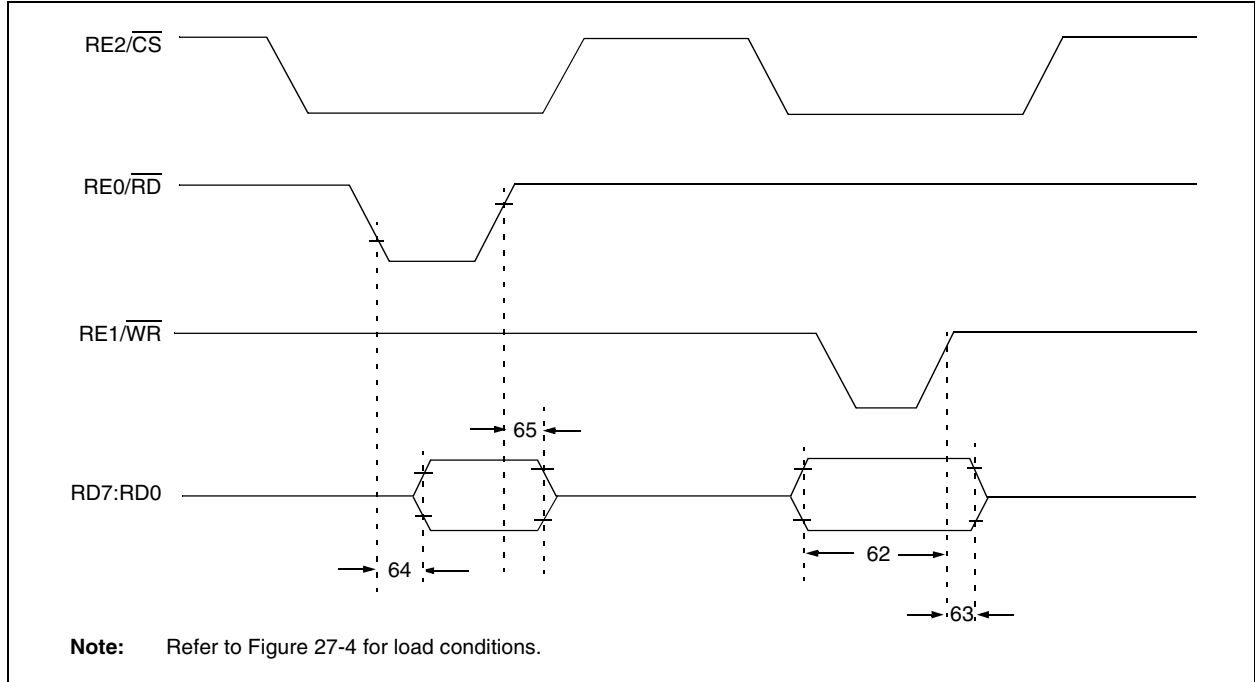 RE2/CS
RE0/RD
RE1/WR
65
RD7:RD0
62
64
63
Note: Refer to Figure 27-4 for load conditions.